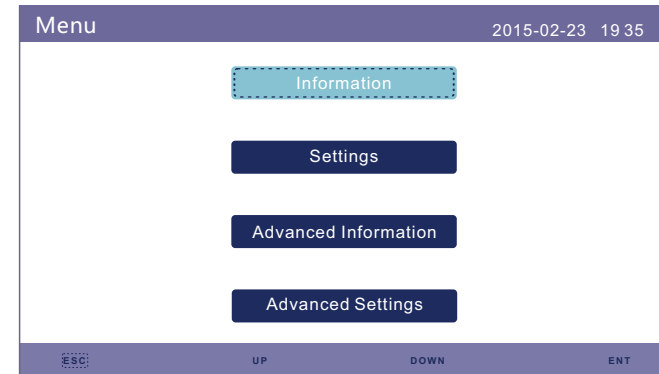 Menu 2015-02-23 19 35
Information
Settings
Advanced Information
Advanced Settings
ESC UP DOWN ENT